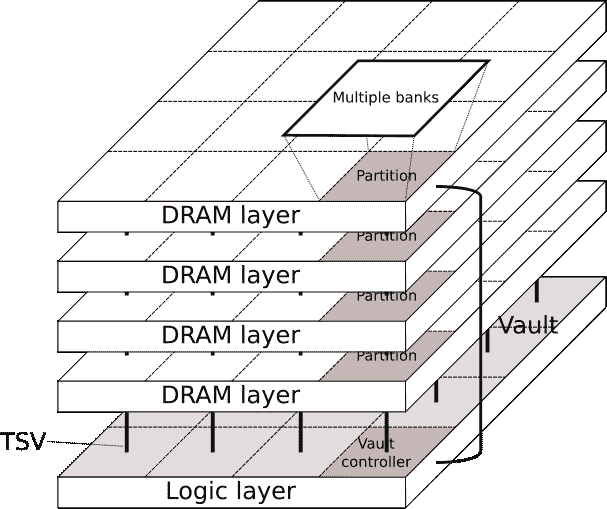 Multiple banks
Partition
DRAM layer
Partition
DRAM layer
Partition
DRAM layer
Vault
Partition
DRAM layer
TSV
Vault
controller
Logic layer